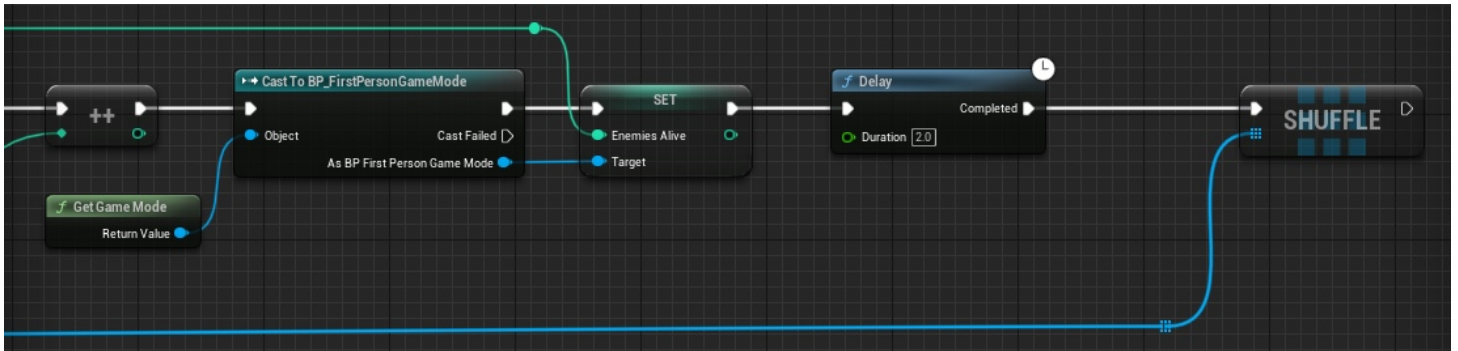 ++
Cast To BP_FirstPersonGameMode
Object
Cast Failed
As BP First Person Game Mode
SET
Enemies Alive
Target
f Delay
Completed
Duration 2.0
SHUFFLE
f Get Game Mode
Return Value